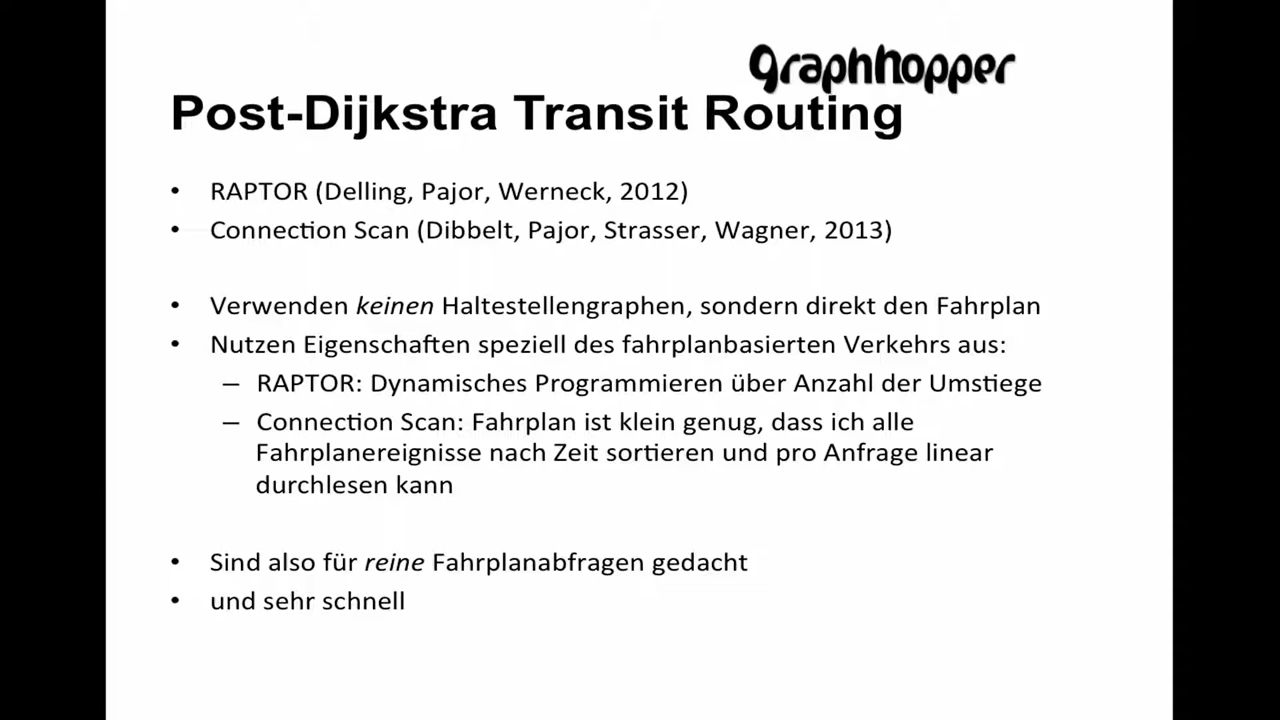 graphhopper
Post-Dijkstra Transit Routing
• RAPTOR (Delling, Pajor, Werneck, 2012)
• Connection Scan (Dibbelt, Pajor, Strasser, Wagner, 2013)
• Verwenden keinen Haltestellengraphen, sondern direkt den Fahrplan
• Nutzen Eigenschaften speziell des fahrplanbasierten Verkehrs aus:
– RAPTOR: Dynamisches Programmieren über Anzahl der Umstiege
– Connection Scan: Fahrplan ist klein genug, dass ich alle
Fahrplanereignisse nach Zeit sortieren und pro Anfrage linear
durchlesen kann
• Sind also für reine Fahrplanabfragen gedacht
• und sehr schnell